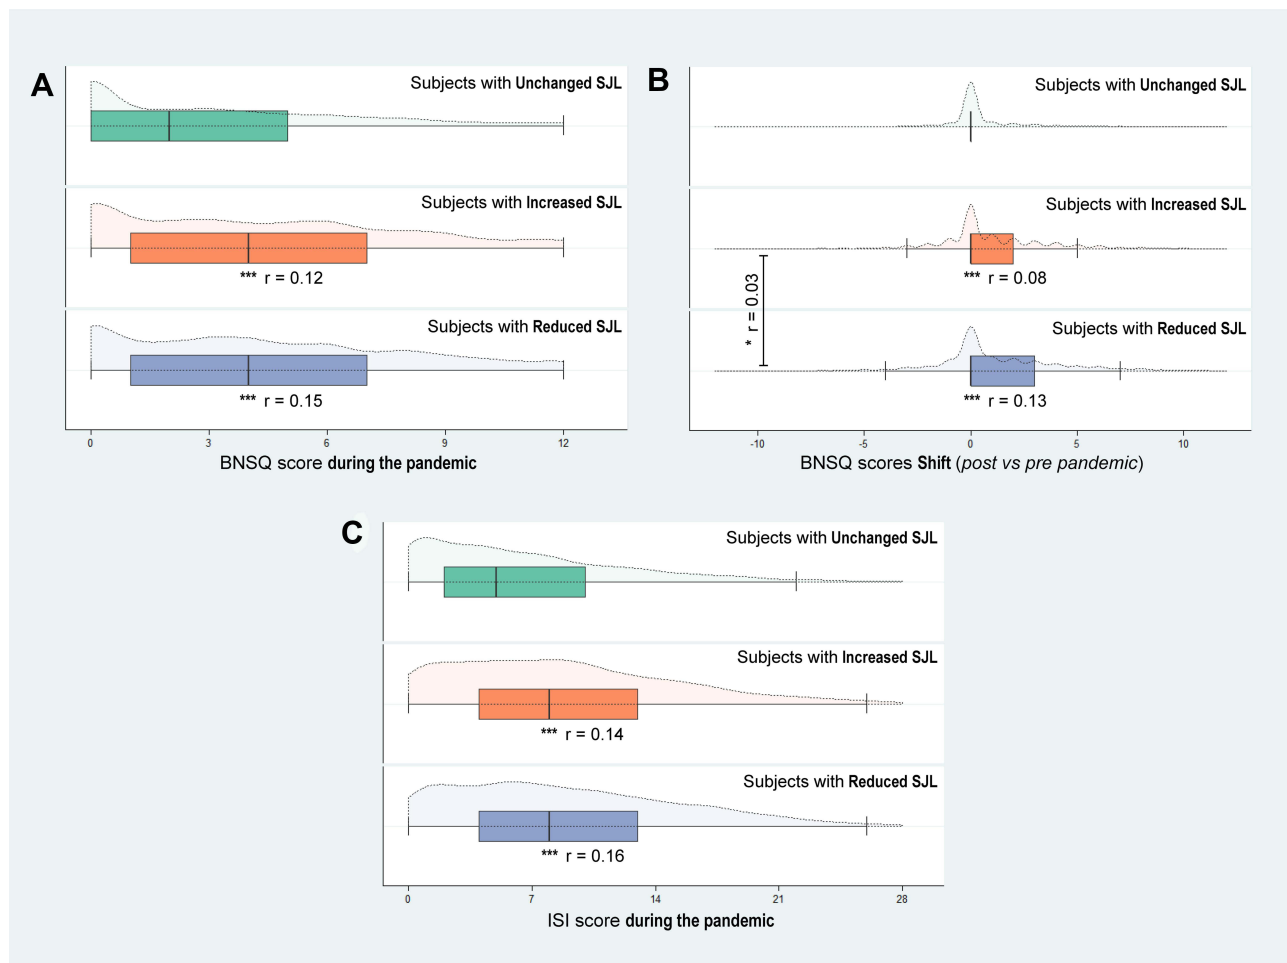 A
Subjects with Unchanged SJL
Subjects with Increased SJL
*** r = 0.12
Subjects with Reduced SJL
*** r = 0.15
0 3 6 9 12
BNSQ score during the pandemic
B
Subjects with Unchanged SJL
Subjects with Increased SJL
*** r = 0.08
* r = 0.03
Subjects with Reduced SJL
*** r = 0.13
-10 -5 0 5 10
BNSQ scores Shift (post vs pre pandemic)
C
Subjects with Unchanged SJL
Subjects with Increased SJL
*** r = 0.14
Subjects with Reduced SJL
*** r = 0.16
0 7 14 21 28
ISI score during the pandemic